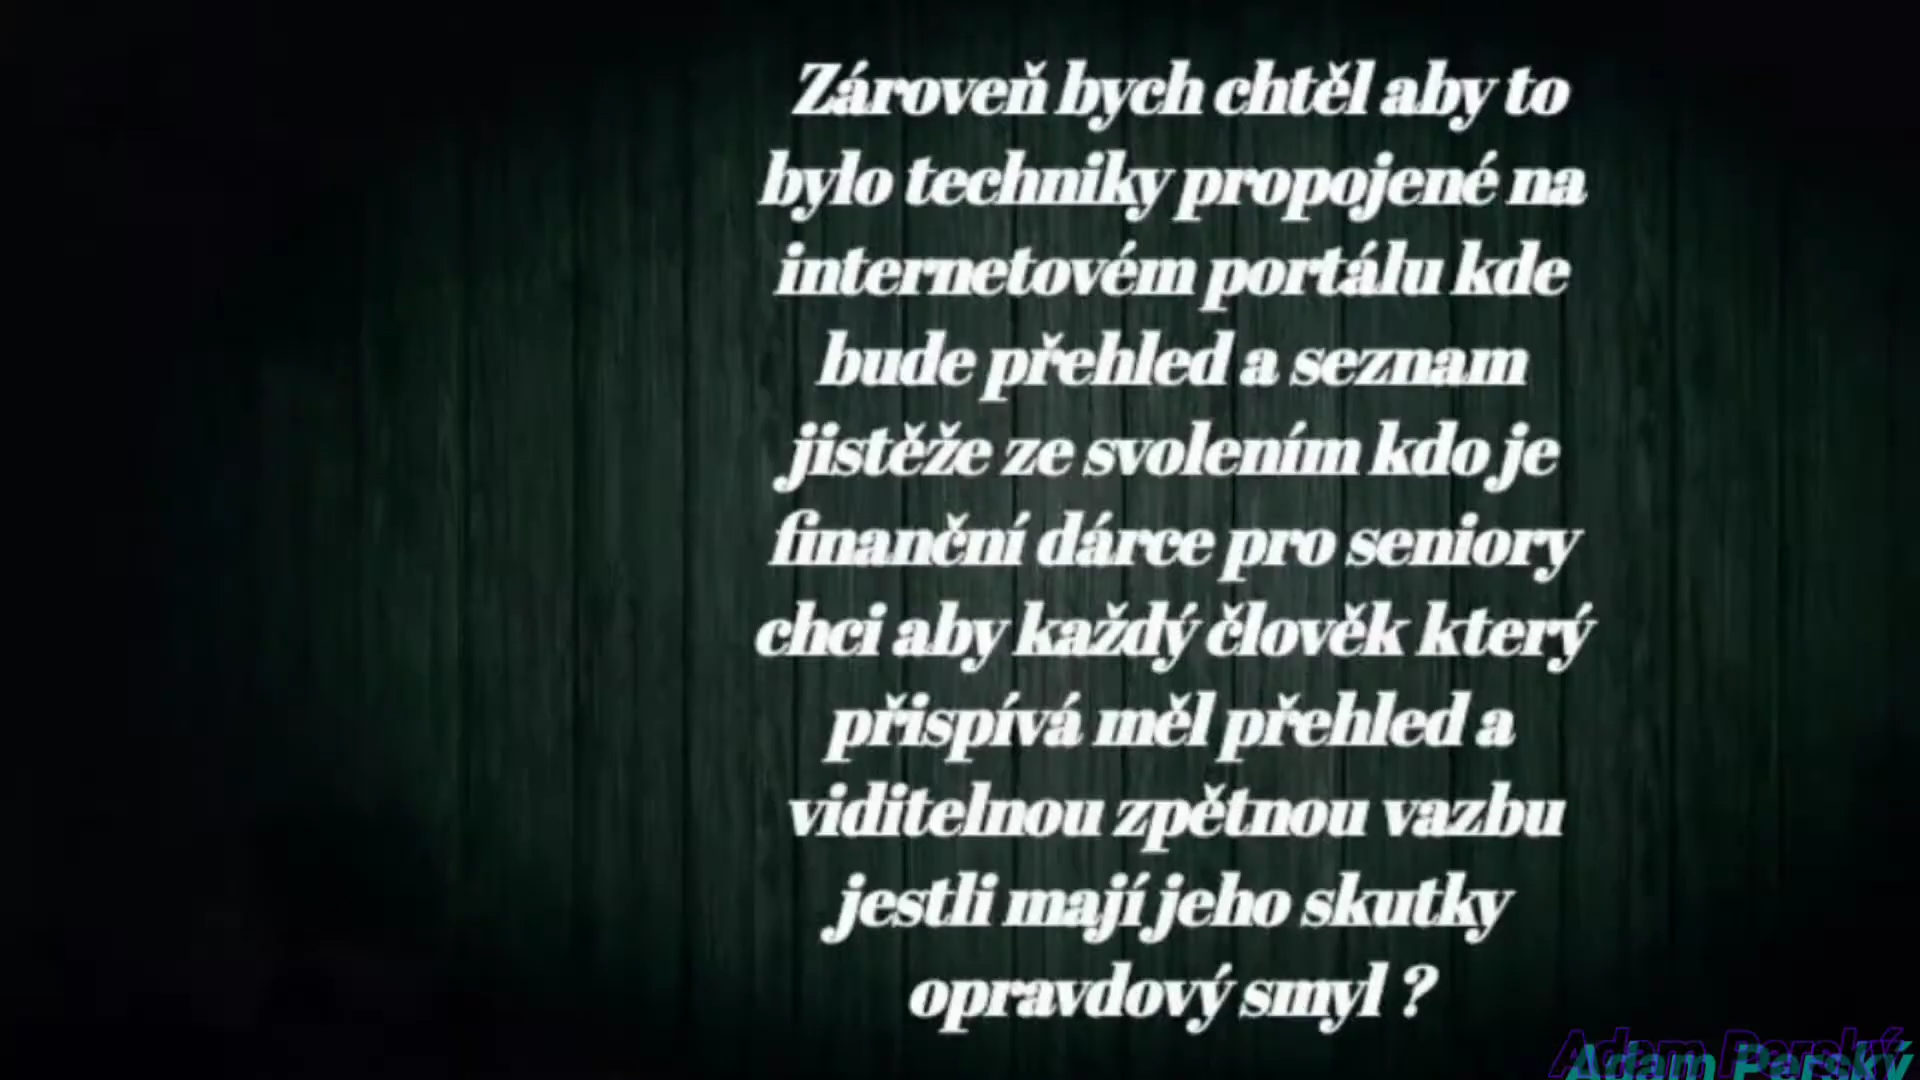 Zároveň bych chtěl aby to
bylo techniky propojené na
internetovém portálu kde
bude přehled a seznam
jistěže ze svolením kdo je
finanční dárce pro seniory
chci aby každý člověk který
přispívá měl přehled a
viditelnou zpětnou vazbu
jestli mají jeho skutky
opravdový smyl ?
Adam Perský
Adam Perský